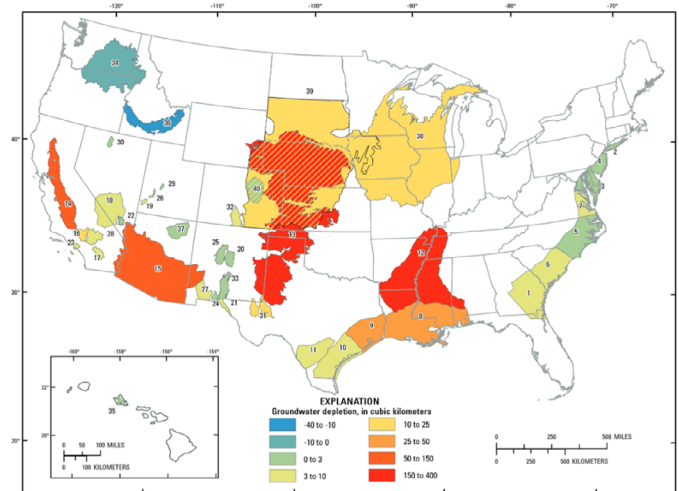 -120° -110° -100° -90° -80° -70°
34
39
36
38
30
2
4
40° 40°
29
3
40
18
26
14
19
32
7
22
37
5
16
28
13
23
25
20
12
17
15
6
33
27
1
30° 30°
24
21
31
8
9
11
10
-160° -158° -156° -154°
22°
35
20°
0 50 100 MILES
0 100 KILOMETERS
EXPLANATION
Groundwater depletion, in cubic kilometers
-40 to -10
10 to 25
-10 to 0
25 to 50
0 to 3
50 to 150
3 to 10
150 to 400
0 250 500 MILES
0 250 500 KILOMETERS
20° 20°